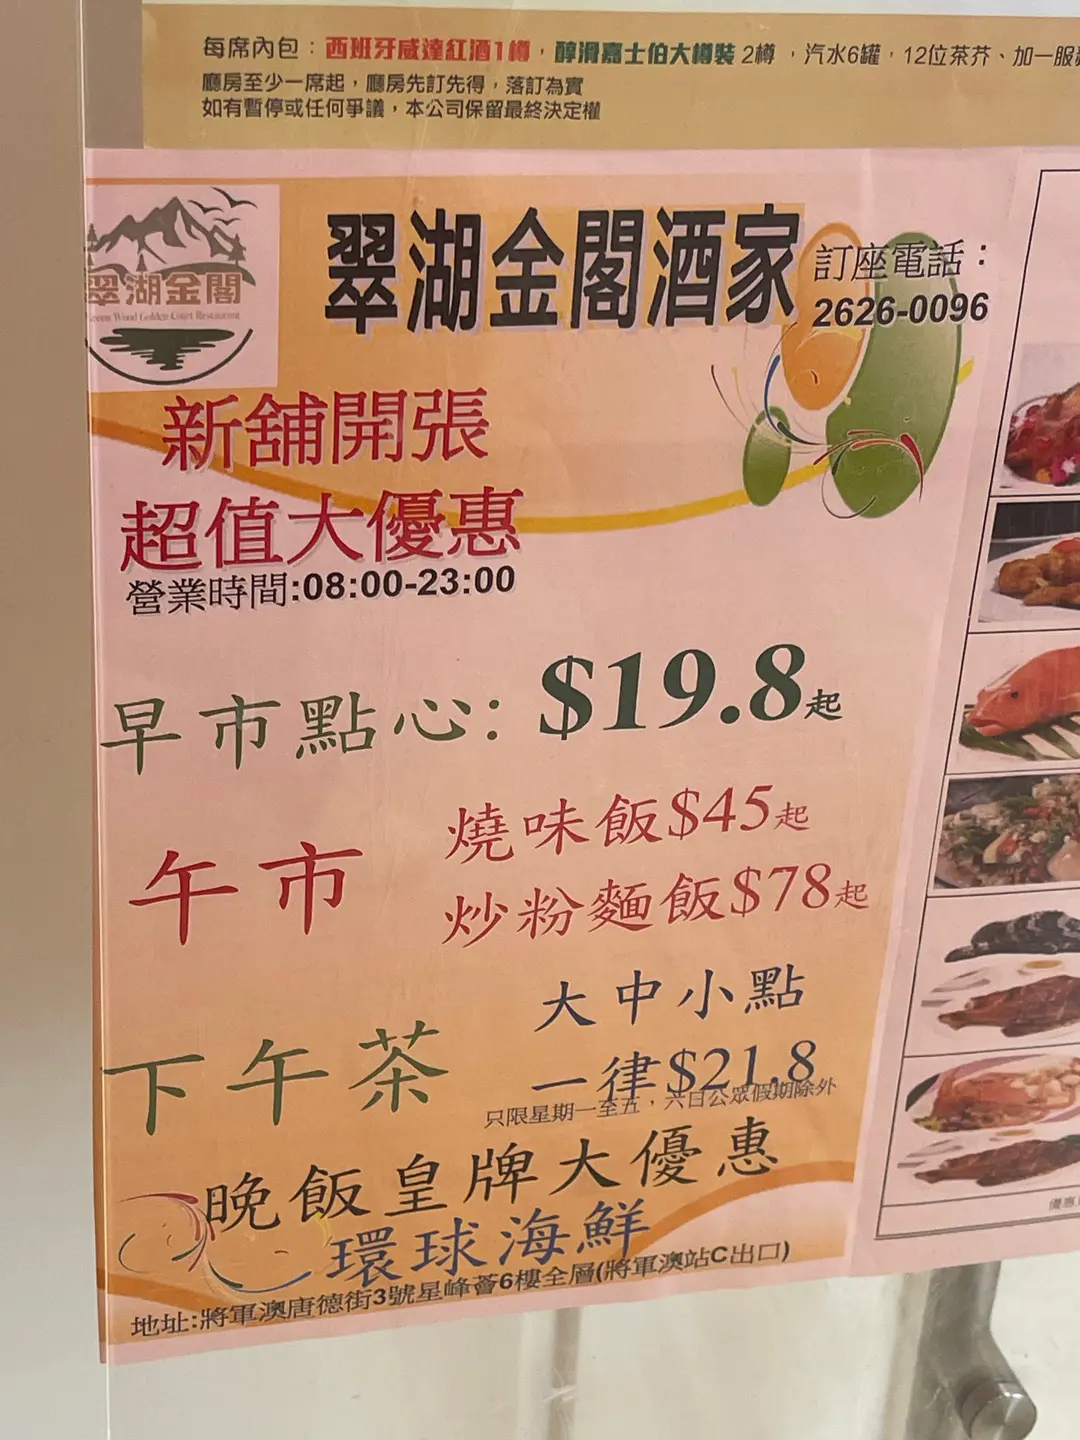 每席內包：西班牙威達紅酒1樽，醇滑嘉士伯大樽裝 2樽 ，汽水6罐，12位茶芥、加一服
廳房至少一席起，廳房先訂先得，落訂為實
如有暫停或任何爭議，本公司保留最終決定權
翠湖金閣
Green Wood Golden Court Restaurant
翠湖金閣酒家
訂座電話：
2626-0096
新舖開張
超值大優惠
營業時間:08:00-23:00
早市點心: $19.8起
午市
燒味飯$45起
炒粉麵飯$78起
下午茶
大中小點
一律$21.8
只限星期一至五，六日公眾假期除外
晚飯皇牌大優惠
環球海鮮
地址:將軍澳唐德街3號星峰薈6樓全層(將軍澳站C出口)
優惠